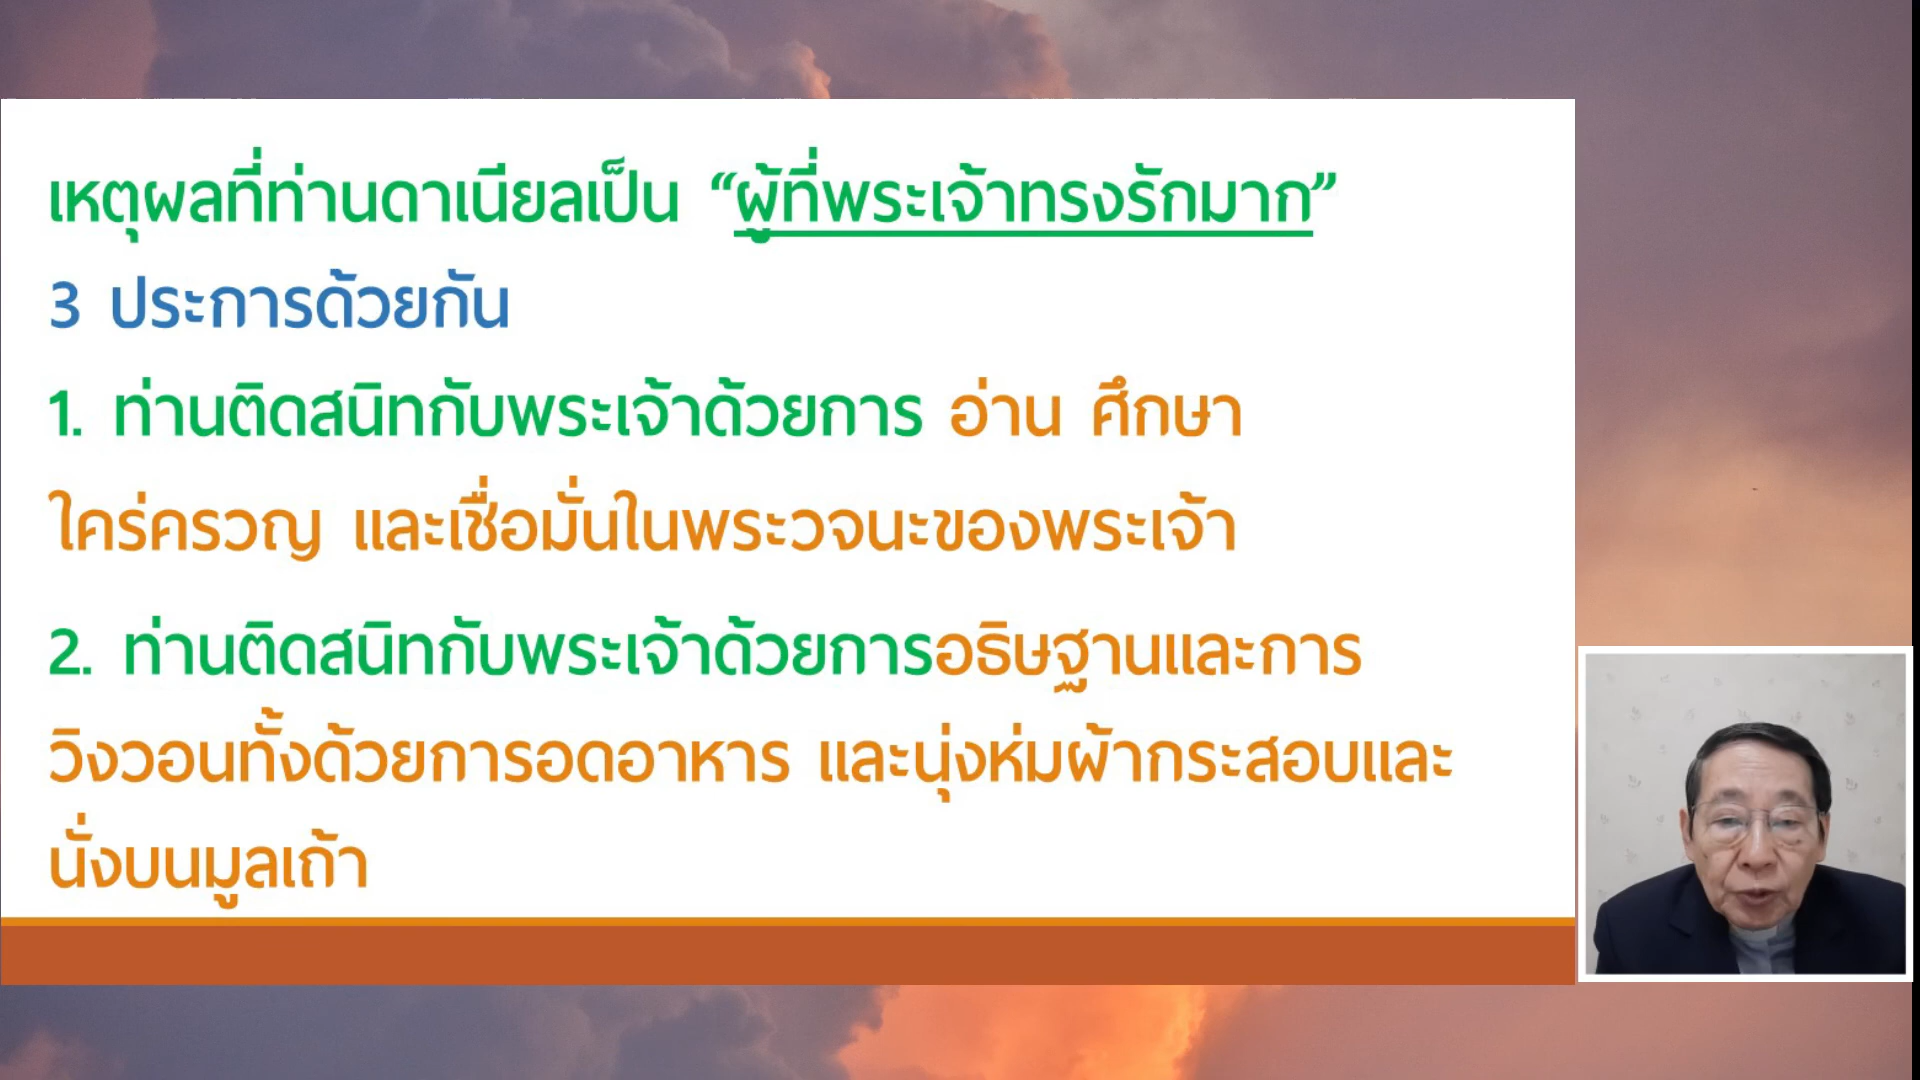 เหตุผลที่ท่านดาเนียลเป็น “ผู้ที่พระเจ้าทรงรักมาก”
3 ประการด้วยกัน
1. ท่านติดสนิทกับพระเจ้าด้วยการ อ่าน ศึกษา
ใคร่ครวญ และเชื่อมั่นในพระวจนะของพระเจ้า
2. ท่านติดสนิทกับพระเจ้าด้วยการอธิษฐานและการ
วิงวอนทั้งด้วยการอดอาหาร และนุ่งห่มผ้ากระสอบและ
นั่งบนมูลเถ้า